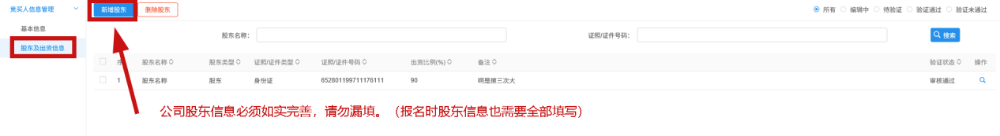 竞买人信息管理
新增股东 删除股东 所有 编辑中 待验证 验证通过 验证未通过
基本信息
股东及出资信息
股东名称： 证照/证件号码： 搜索
序 股东名称 股东类型 证照/证件类型 证照/证件号码 出资比例(%) 备注 验证状态 操作
1 股东名称 股东 身份证 652801199711176111 90 啊是擦三次大 审核通过
公司股东信息必须如实完善，请勿漏填。（报名时股东信息也需要全部填写）